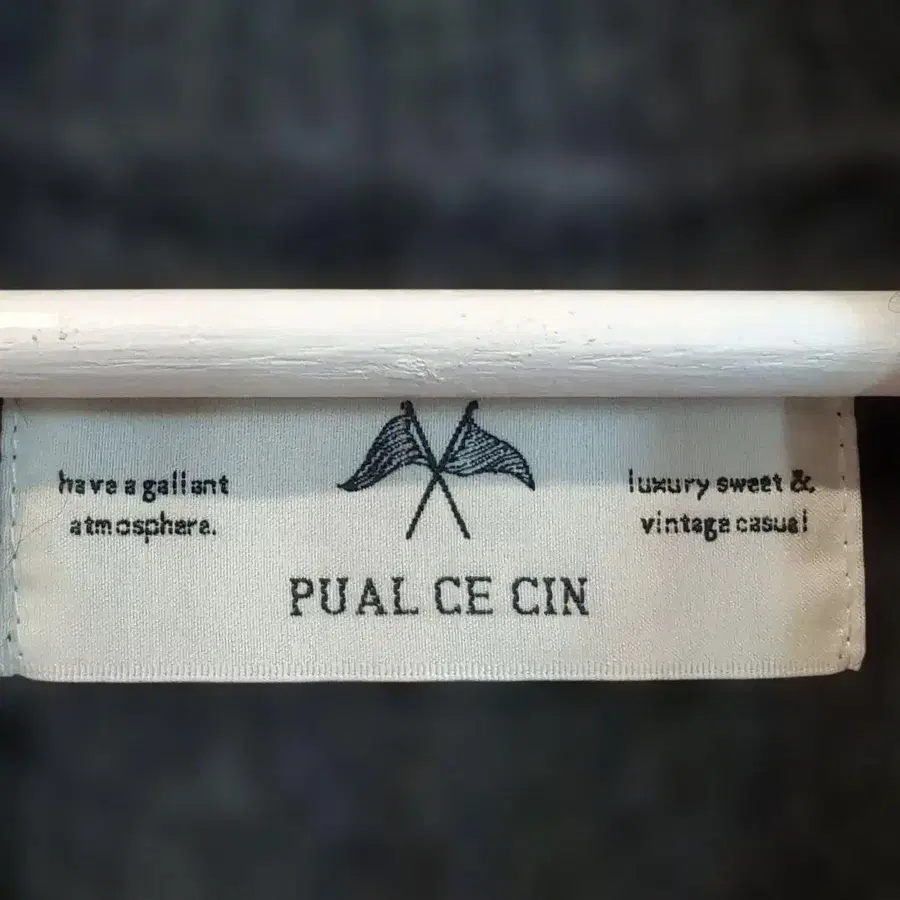 have a gallant
atmosphere.
luxury sweet &
vintage casual
PUAL CE CIN